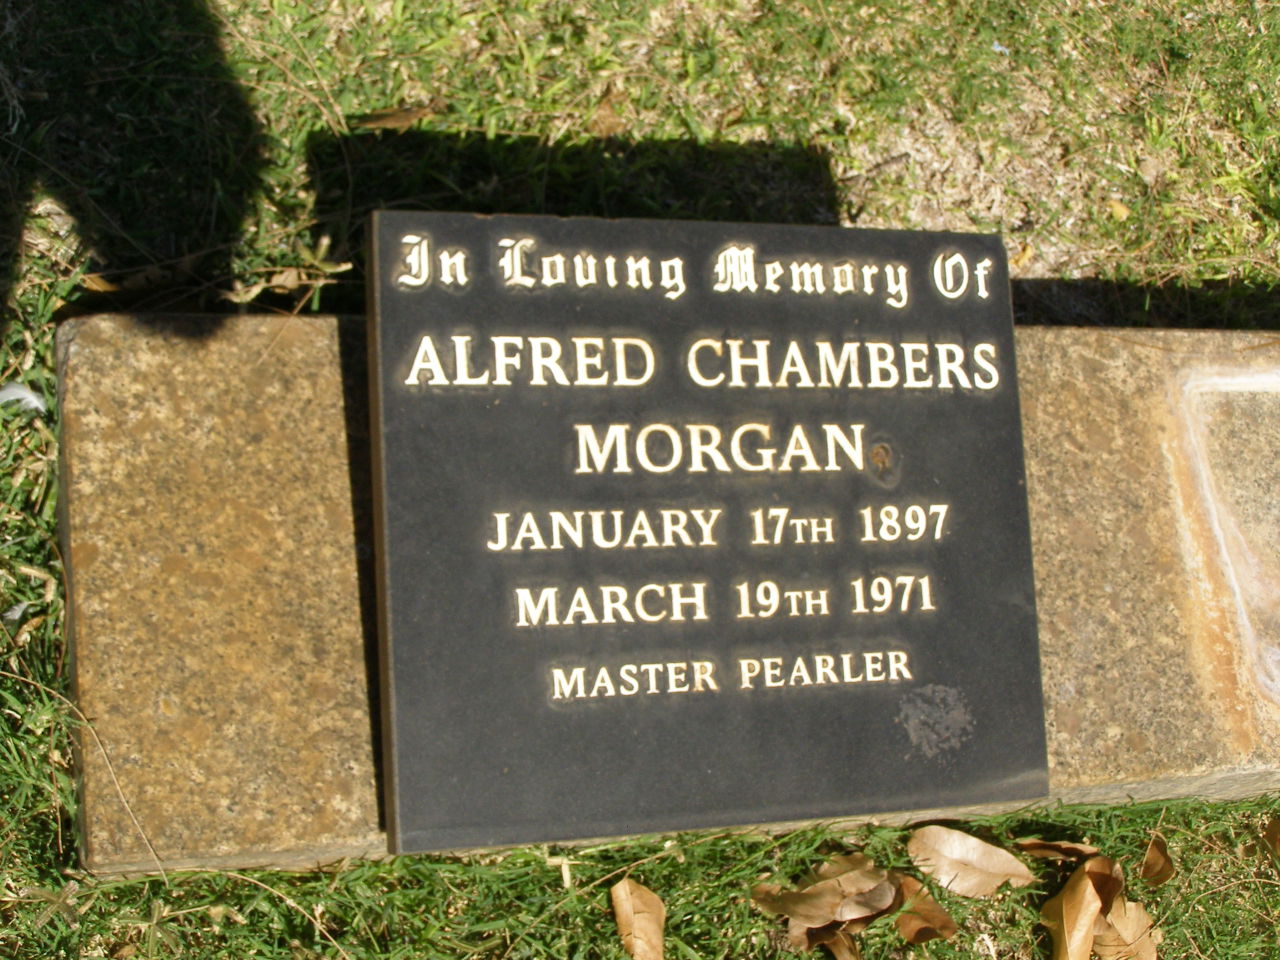 In Loving Memory Of
ALFRED CHAMBERS
MORGAN
JANUARY 17TH 1897
MARCH 19TH 1971
MASTER PEARLER